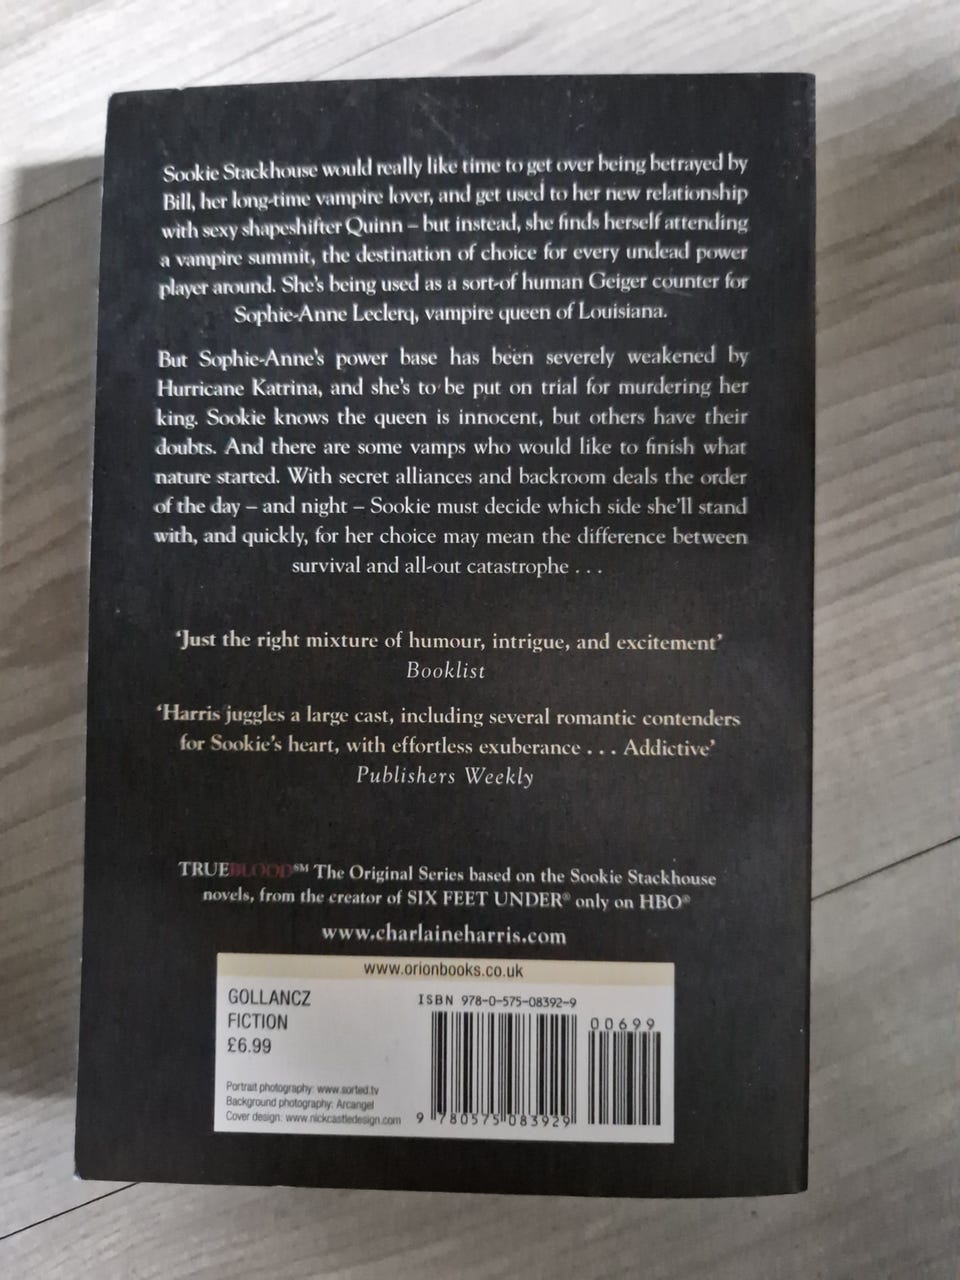 Sookie Stackhouse would really like time to get over being betrayed by
Bill, her long-time vampire lover, and get used to her new relationship
with sexy shapeshifter Quinn – but instead, she finds herself attending
a vampire summit, the destination of choice for every undead power
player around. She's being used as a sort-of human Geiger counter for
Sophie-Anne Leclerq, vampire queen of Louisiana.
But Sophie-Anne's power base has been severely weakened by
Hurricane Katrina, and she's to be put on trial for murdering her
king. Sookie knows the queen is innocent, but others have their
doubts. And there are some vamps who would like to finish what
nature started. With secret alliances and backroom deals the order
of the day – and night – Sookie must decide which side she'll stand
with, and quickly, for her choice may mean the difference between
survival and all-out catastrophe . . .
'Just the right mixture of humour, intrigue, and excitement'
Booklist
'Harris juggles a large cast, including several romantic contenders
for Sookie's heart, with effortless exuberance . . . Addictive'
Publishers Weekly
TRUEBLOOD℠ The Original Series based on the Sookie Stackhouse
novels, from the creator of SIX FEET UNDER® only on HBO®
www.charlaineharris.com
www.orionbooks.co.uk
GOLLANCZ
FICTION
£6.99
Portrait photography: www.sorted.tv
Background photography: Arcangel
Cover design: www.nickcastledesign.com
ISBN 978-0-575-08392-9
00699
9 780575 083929